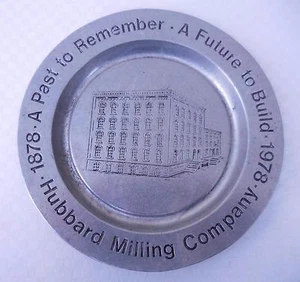 1878 · A Past to Remember · A Future to Build · 1978 ·
Hubbard Milling Company ·